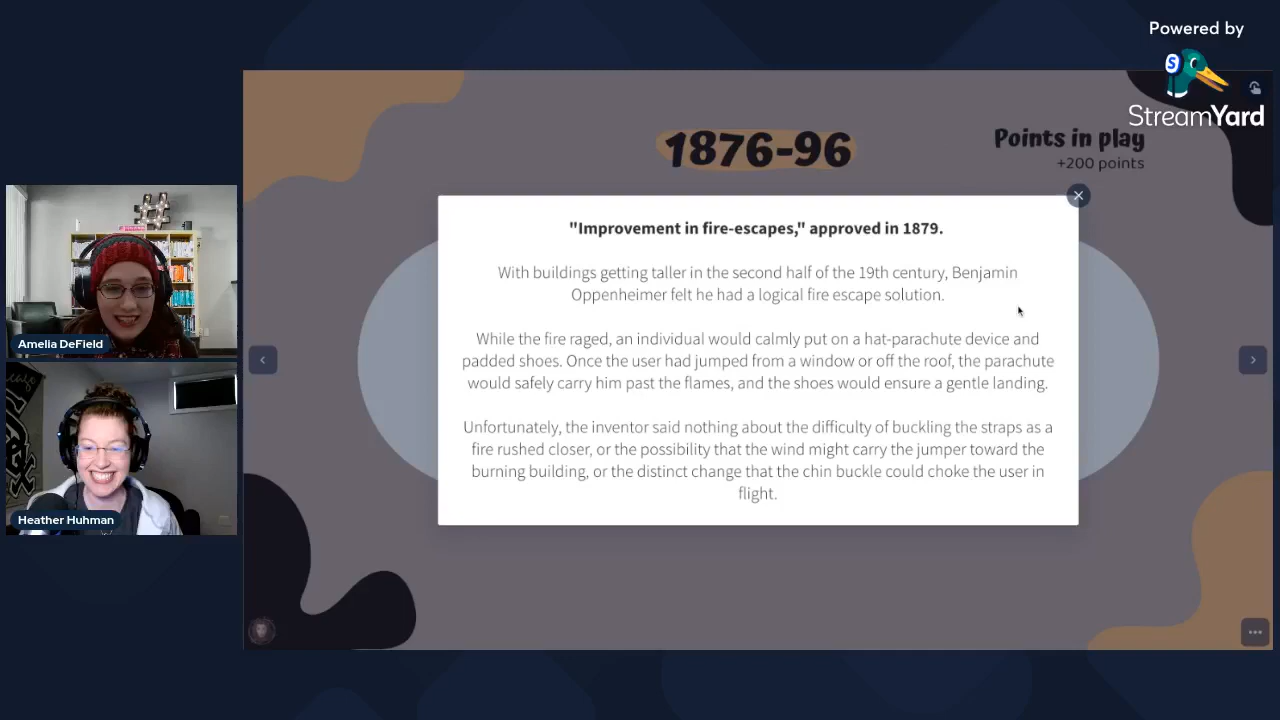 Powered by
StreamYard
1876-96
Points in play
+200 points
"Improvement in fire-escapes," approved in 1879.
With buildings getting taller in the second half of the 19th century, Benjamin
Oppenheimer felt he had a logical fire escape solution.
While the fire raged, an individual would calmly put on a hat-parachute device and
padded shoes. Once the user had jumped from a window or off the roof, the parachute
would safely carry him past the flames, and the shoes would ensure a gentle landing.
Unfortunately, the inventor said nothing about the difficulty of buckling the straps as a
fire rushed closer, or the possibility that the wind might carry the jumper toward the
burning building, or the distinct change that the chin buckle could choke the user in
flight.
#
Amelia DeField
Heather Huhman